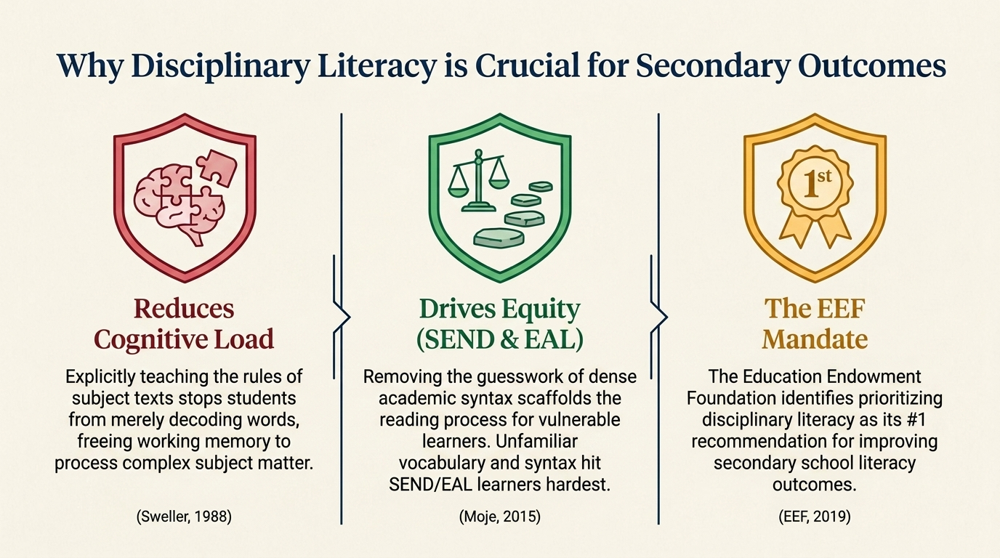 Why Disciplinary Literacy is Crucial for Secondary Outcomes
Reduces
Cognitive Load
Explicitly teaching the rules of
subject texts stops students
from merely decoding words,
freeing working memory to
process complex subject matter.
(Sweller, 1988)
Drives Equity
(SEND & EAL)
Removing the guesswork of dense
academic syntax scaffolds the
reading process for vulnerable
learners. Unfamiliar
vocabulary and syntax hit
SEND/EAL learners hardest.
(Moje, 2015)
1st
The EEF
Mandate
The Education Endowment
Foundation identifies prioritizing
disciplinary literacy as its #1
recommendation for improving
secondary school literacy
outcomes.
(EEF, 2019)